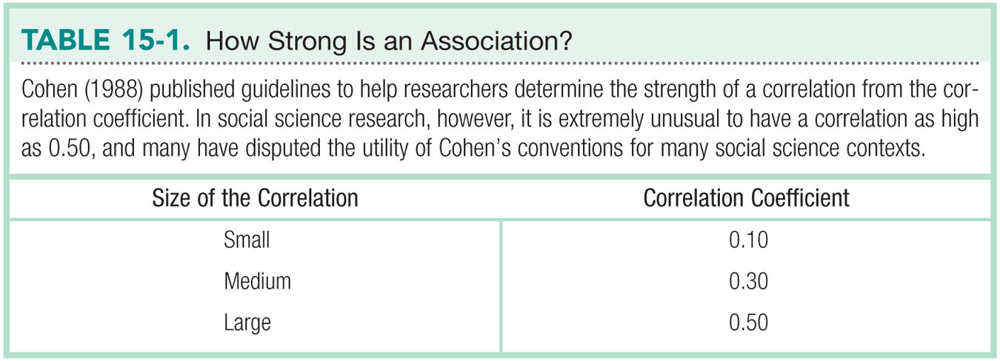 TABLE 15-1. How Strong Is an Association?
Cohen (1988) published guidelines to help researchers determine the strength of a correlation from the cor-
relation coefficient. In social science research, however, it is extremely unusual to have a correlation as high
as 0.50, and many have disputed the utility of Cohen’s conventions for many social science contexts.
Size of the Correlation Correlation Coefficient
Small 0.10
Medium 0.30
Large 0.50